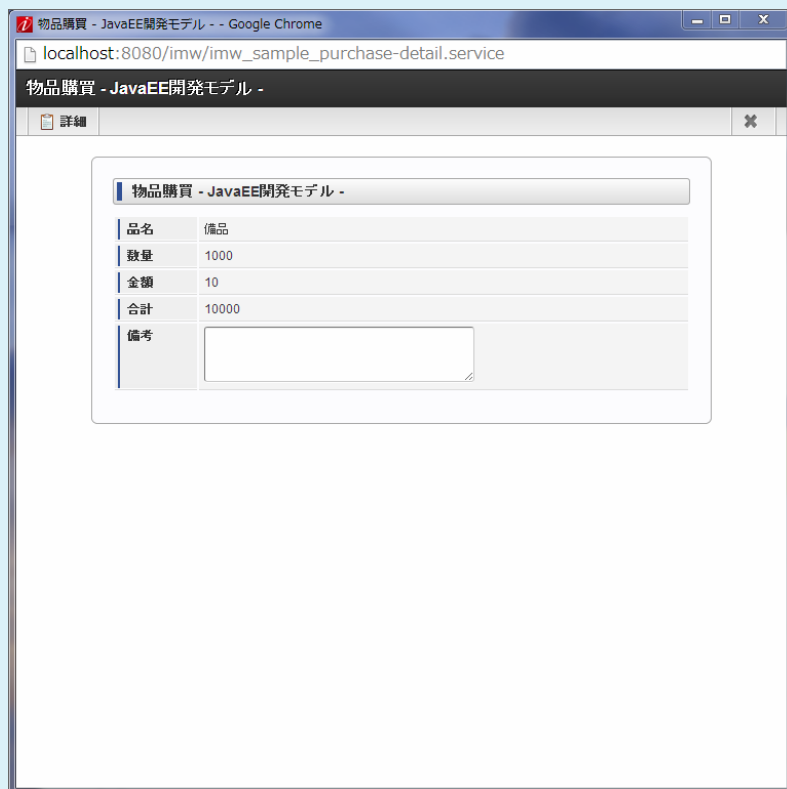 物品購買 - JavaEE開発モデル - - Google Chrome
localhost:8080/imw/imw_sample_purchase-detail.service
物品購買 - JavaEE開発モデル -
詳細
物品購買 - JavaEE開発モデル -
品名 備品
数量 1000
金額 10
合計 10000
備考